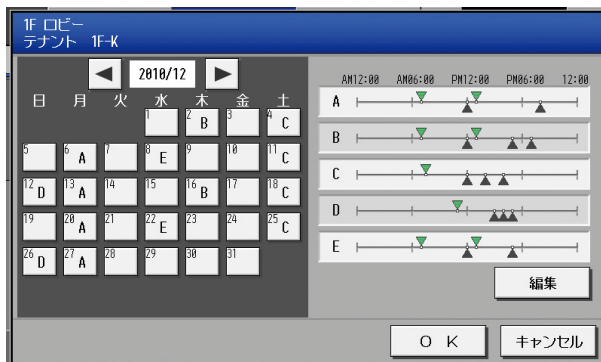 1F ロビー
テナント 1F-K
2010/12
日 月 火 水 木 金 土
1 2 B 3 4 C
5 6 A 7 8 E 9 10 11 C
12 D 13 A 14 15 16 B 17 18 C
19 20 A 21 22 E 23 24 25 C
26 D 27 A 28 29 30 31
AM12:00 AM06:00 PM12:00 PM06:00 12:00
A
B
C
D
E
編集
OK キャンセル